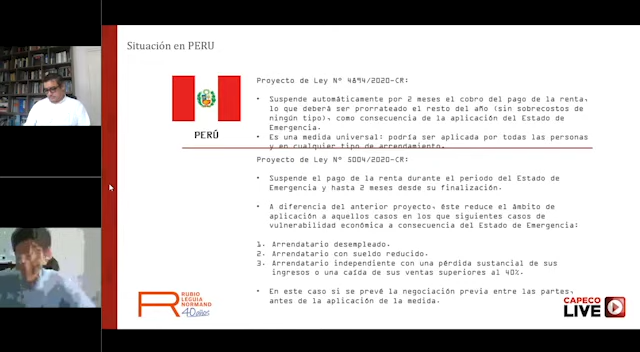 Situación en PERU
Proyecto de Ley Nº 4894/2020-CR:
• Suspende automáticamente por 2 meses el cobro del pago de la renta,
lo que deberá ser prorrateado el resto del año (sin sobrecostos de
ningún tipo), como consecuencia de la aplicación del Estado de
Emergencia.
• Es una medida universal: podría ser aplicada por todas las personas
y en cualquier tipo de arrendamiento.
PERÚ
Proyecto de Ley Nº 5004/2020-CR:
• Suspende el pago de la renta durante el periodo del Estado de
Emergencia y hasta 2 meses desde su finalización.
• A diferencia del anterior proyecto, éste reduce el ámbito de
aplicación a aquellos casos en los que siguientes casos de
vulnerabilidad económica a consecuencia del Estado de Emergencia:
1. Arrendatario desempleado.
2. Arrendatario con sueldo reducido.
3. Arrendatario independiente con una pérdida sustancial de sus
ingresos o una caída de sus ventas superiores al 40%.
• En este caso si se prevé la negociación previa entre las partes,
antes de la aplicación de la medida.
R
RUBIO
LEGUÍA
NORMAND
40 años
CAPECO
LIVE